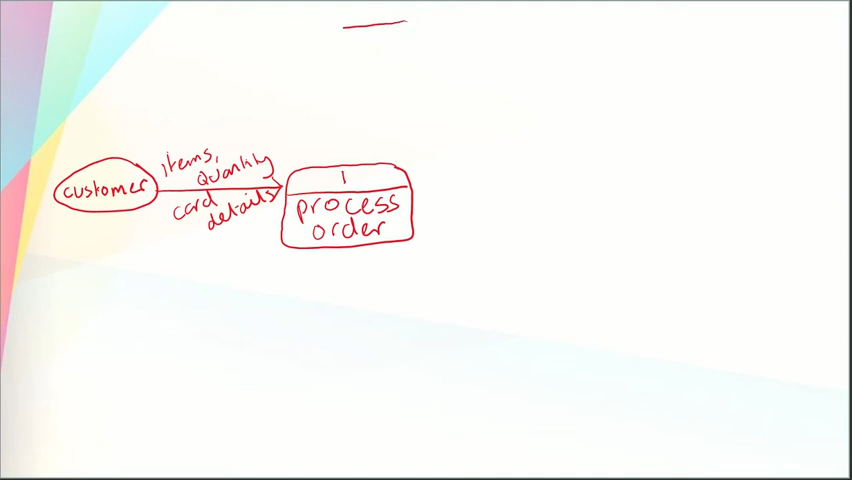 items,
Quantity
customer
card
details
1
process
order